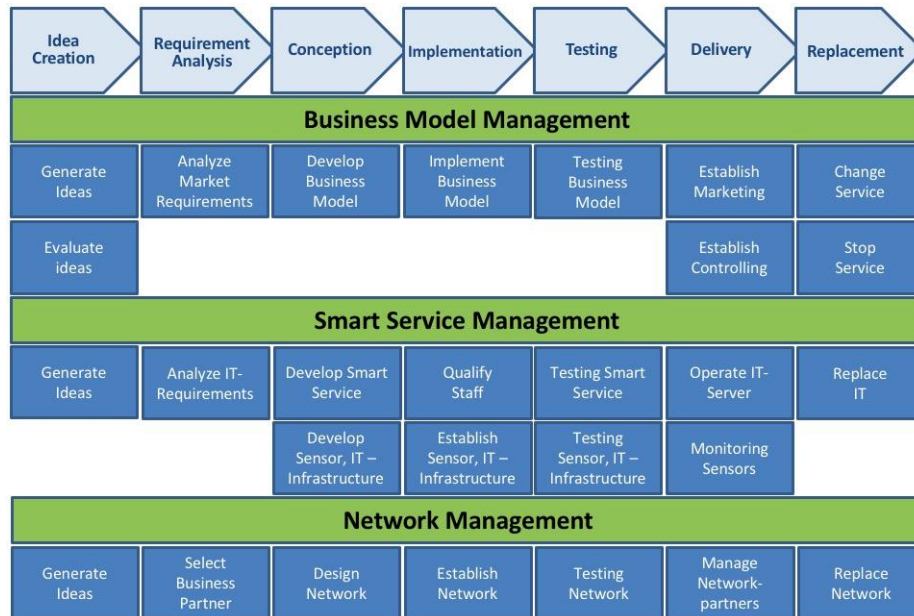 Idea
Creation
Requirement
Analysis
Conception
Implementation
Testing
Delivery
Replacement
Business Model Management
Generate
Ideas
Analyze
Market
Requirements
Develop
Business
Model
Implement
Business
Model
Testing
Business
Model
Establish
Marketing
Change
Service
Evaluate
ideas
Establish
Controlling
Stop
Service
Smart Service Management
Generate
Ideas
Analyze IT-
Requirements
Develop Smart
Service
Qualify
Staff
Testing Smart
Service
Operate IT-
Server
Replace
IT
Develop
Sensor, IT –
Infrastructure
Establish
Sensor, IT –
Infrastructure
Testing
Sensor, IT –
Infrastructure
Monitoring
Sensors
Network Management
Generate
Ideas
Select
Business
Partner
Design
Network
Establish
Network
Testing
Network
Manage
Network-
partners
Replace
Network